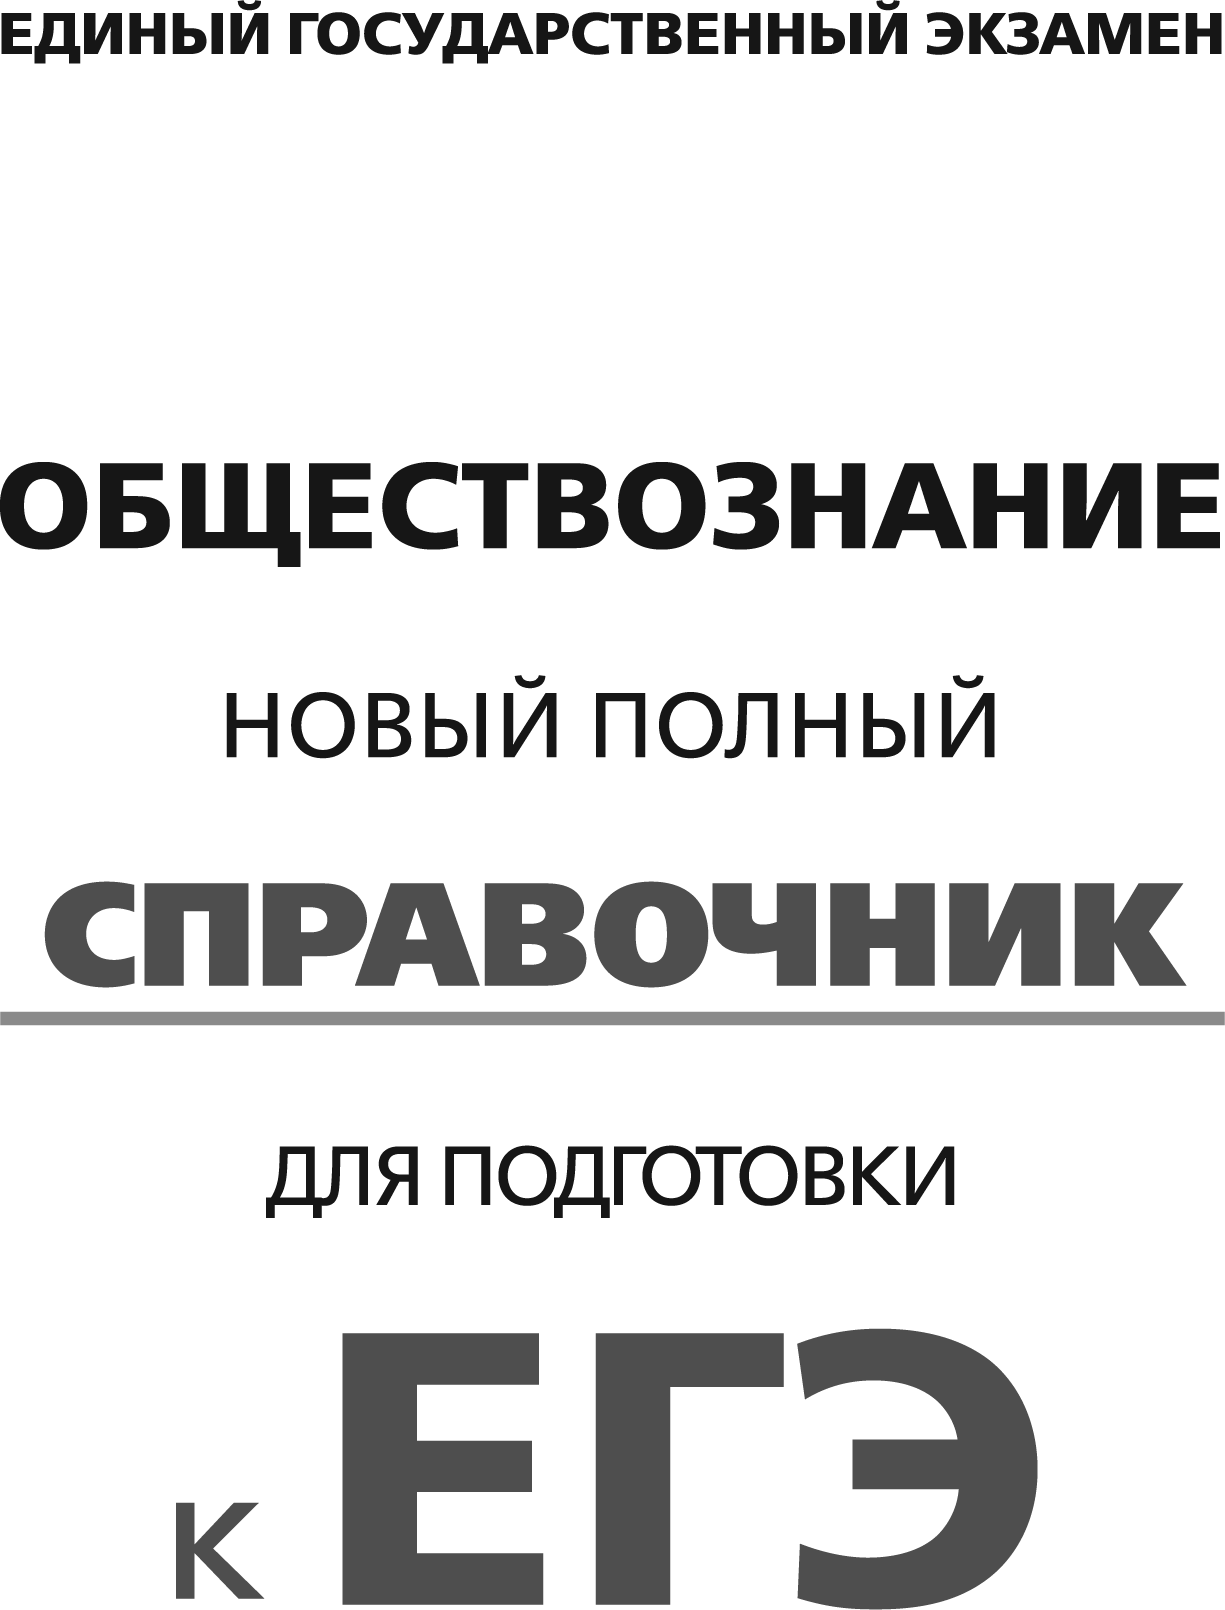 ЕДИНЫЙ ГОСУДАРСТВЕННЫЙ ЭКЗАМЕН
ОБЩЕСТВОЗНАНИЕ
НОВЫЙ ПОЛНЫЙ
СПРАВОЧНИК
ДЛЯ ПОДГОТОВКИ
К ЕГЭ